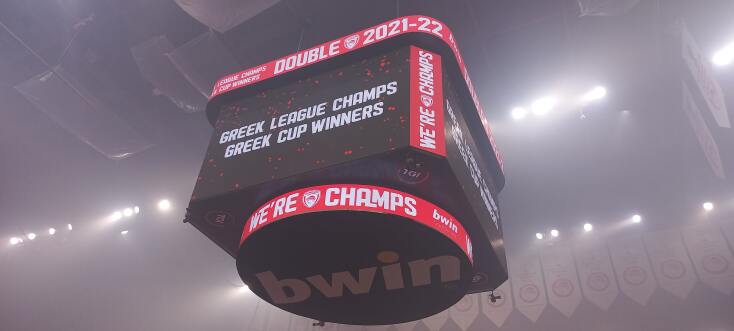 LEAGUE CHAMPS
CUP WINNERS
DOUBLE 2021-22
GREEK LEAGUE CHAMPS
GREEK CUP WINNERS
WE'RE CHAMPS
WE'RE CHAMPS
bwin
bwin